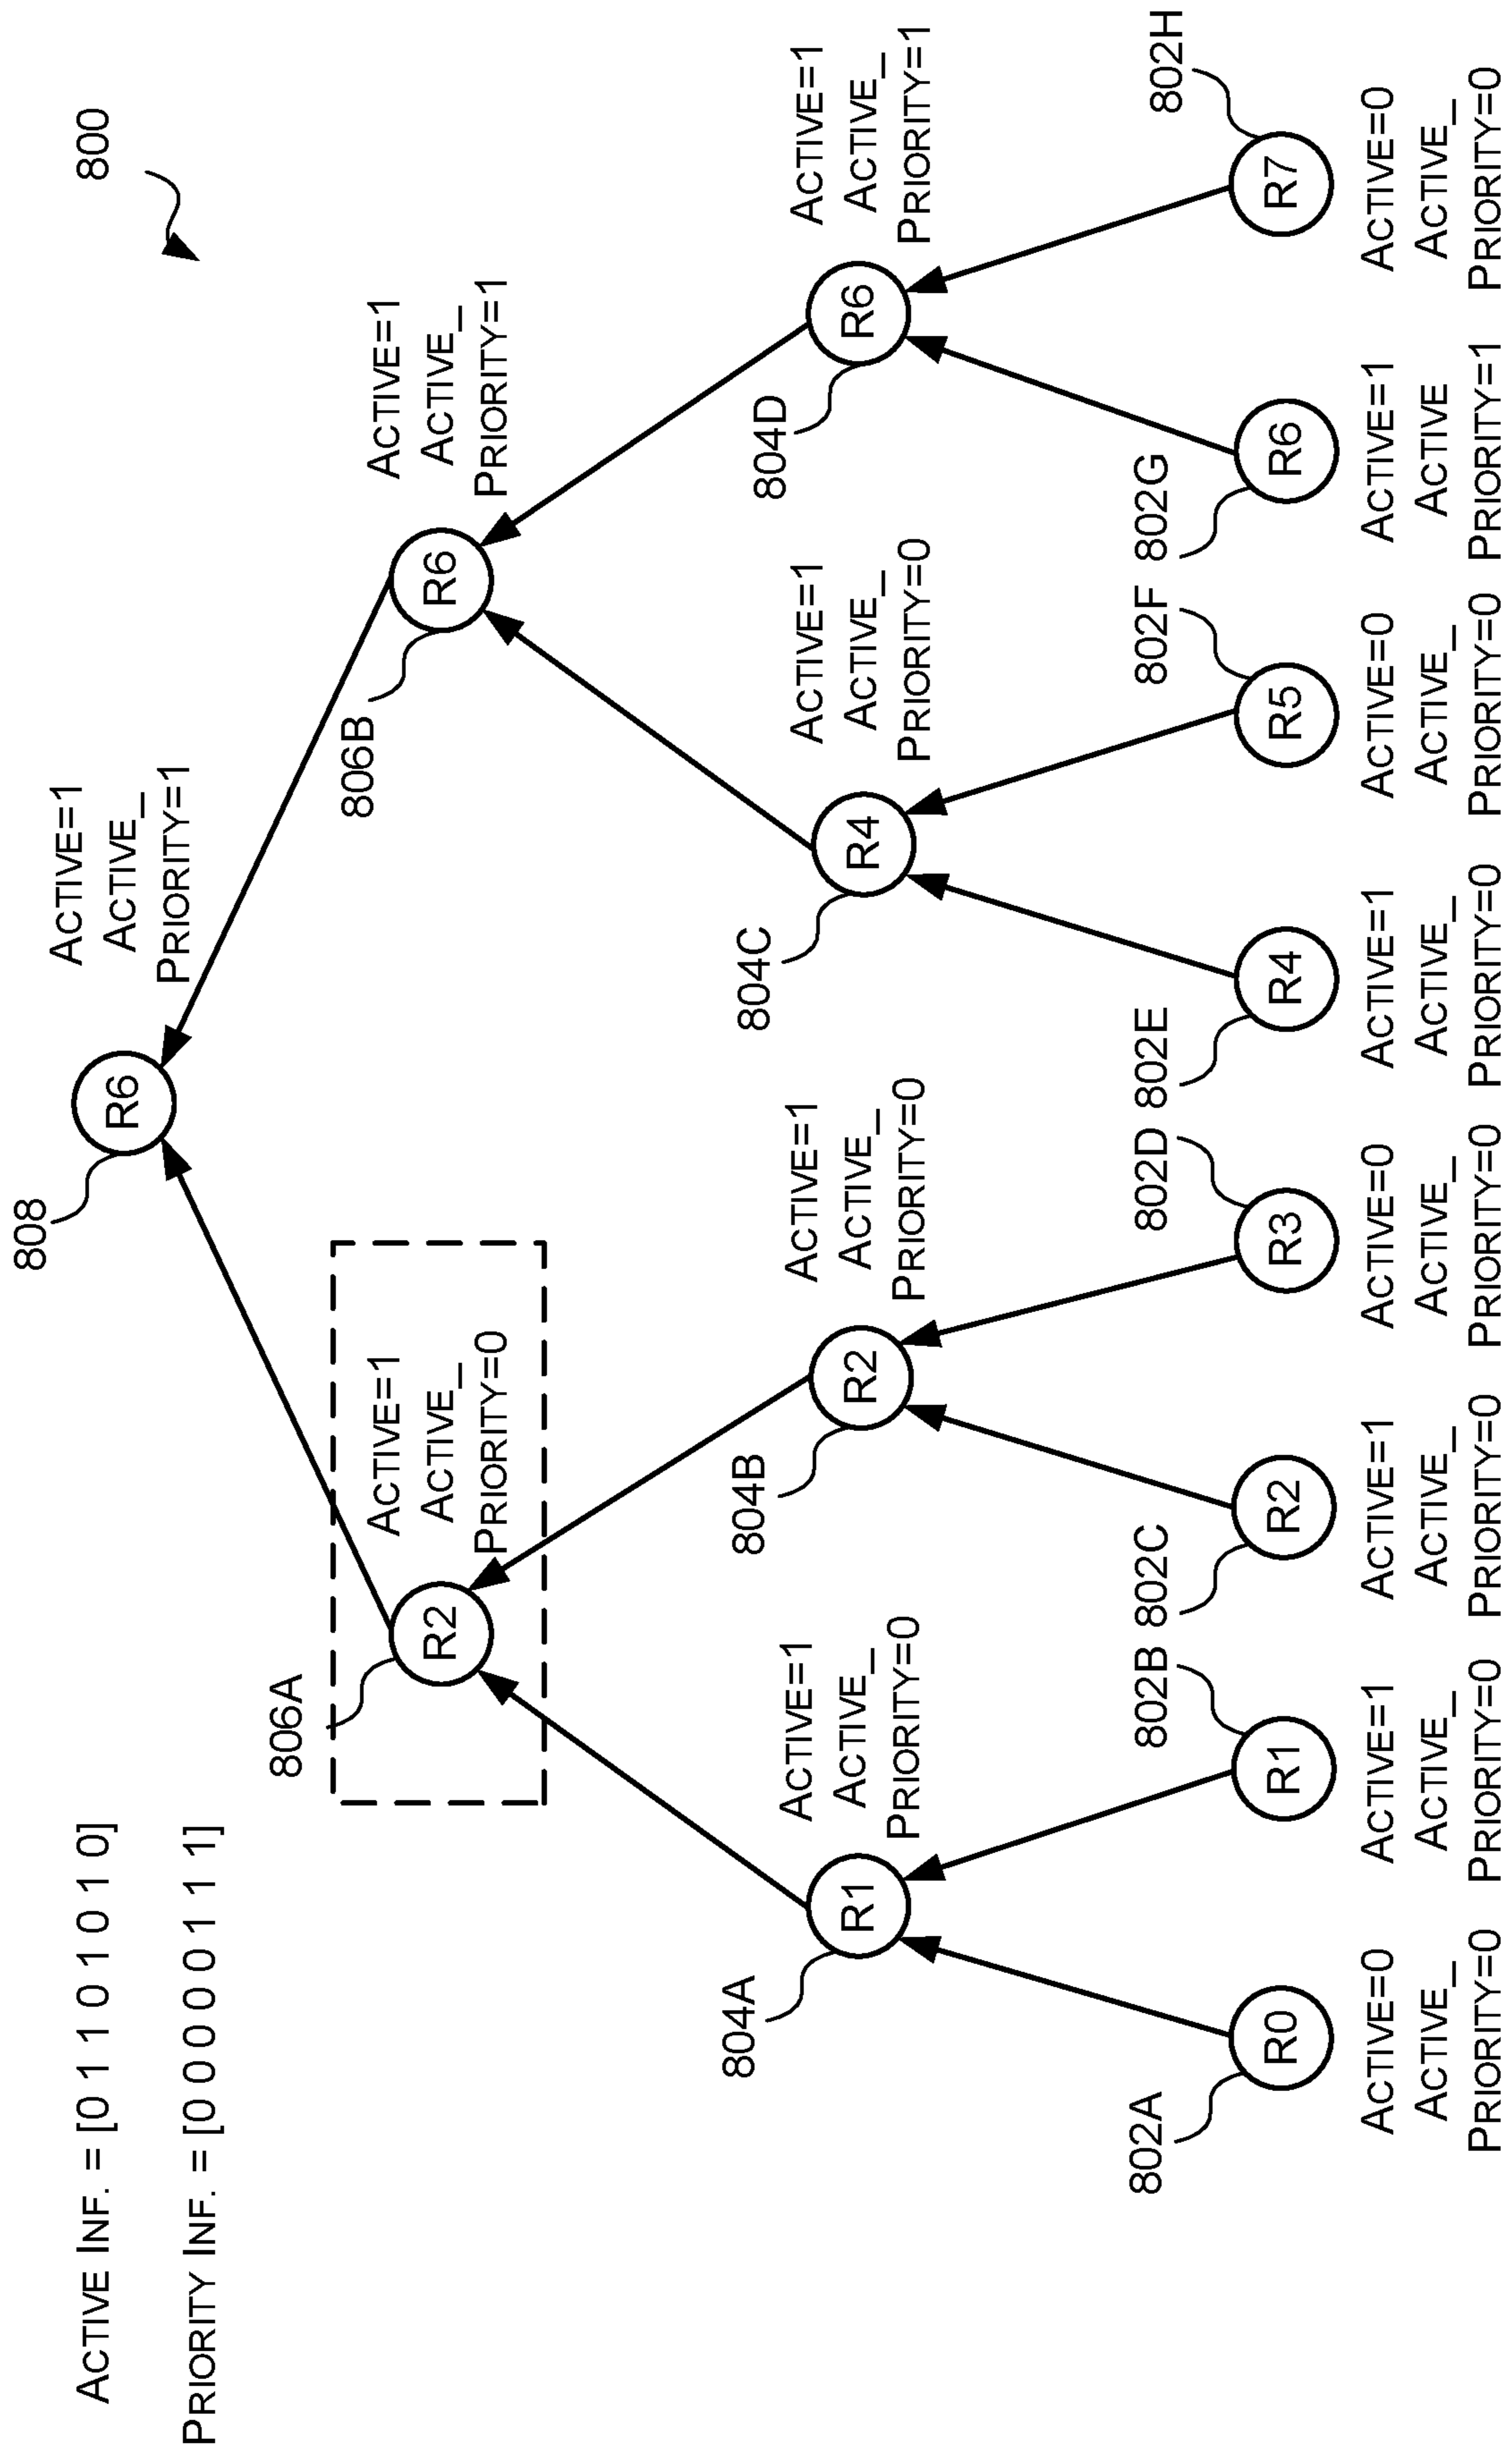 ACTIVE INF. = [0 1 1 0 1 0 1 0]
PRIORITY INF. = [0 0 0 0 0 1 1 1]
800
808
R6
ACTIVE=1
ACTIVE_
PRIORITY=1
806A
R2
ACTIVE=1
ACTIVE_
PRIORITY=0
806B
R6
ACTIVE=1
ACTIVE_
PRIORITY=1
804A
R1
ACTIVE=1
ACTIVE_
PRIORITY=0
804B
R2
ACTIVE=1
ACTIVE_
PRIORITY=0
804C
R4
ACTIVE=1
ACTIVE_
PRIORITY=0
804D
R6
ACTIVE=1
ACTIVE_
PRIORITY=1
802A
R0
ACTIVE=0
ACTIVE_
PRIORITY=0
802B
R1
ACTIVE=1
ACTIVE_
PRIORITY=0
802C
R2
ACTIVE=1
ACTIVE_
PRIORITY=0
802D
R3
ACTIVE=0
ACTIVE_
PRIORITY=0
802E
R4
ACTIVE=1
ACTIVE_
PRIORITY=0
802F
R5
ACTIVE=0
ACTIVE_
PRIORITY=0
802G
R6
ACTIVE=1
ACTIVE
PRIORITY=1
802H
R7
ACTIVE=0
ACTIVE_
PRIORITY=0